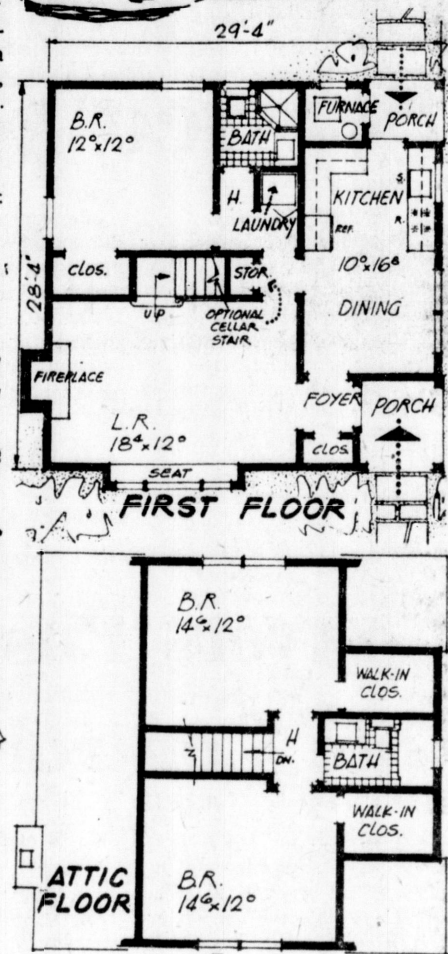 29'-4"
B.R.
12⁰x12⁰
BATH
FURNACE
PORCH
H.
LAUNDRY
KITCHEN
S.
REF.
R.
10⁰x16⁸
DINING
CLOS.
STOR.
UP
OPTIONAL
CELLAR
STAIR
28'-4"
FIREPLACE
L.R.
18⁴x12⁰
FOYER
PORCH
CLOS.
SEAT
FIRST FLOOR
B.R.
14⁶x12⁰
WALK-IN
CLOS.
H
DN.
BATH
WALK-IN
CLOS.
ATTIC
FLOOR
B.R.
14⁶x12⁰